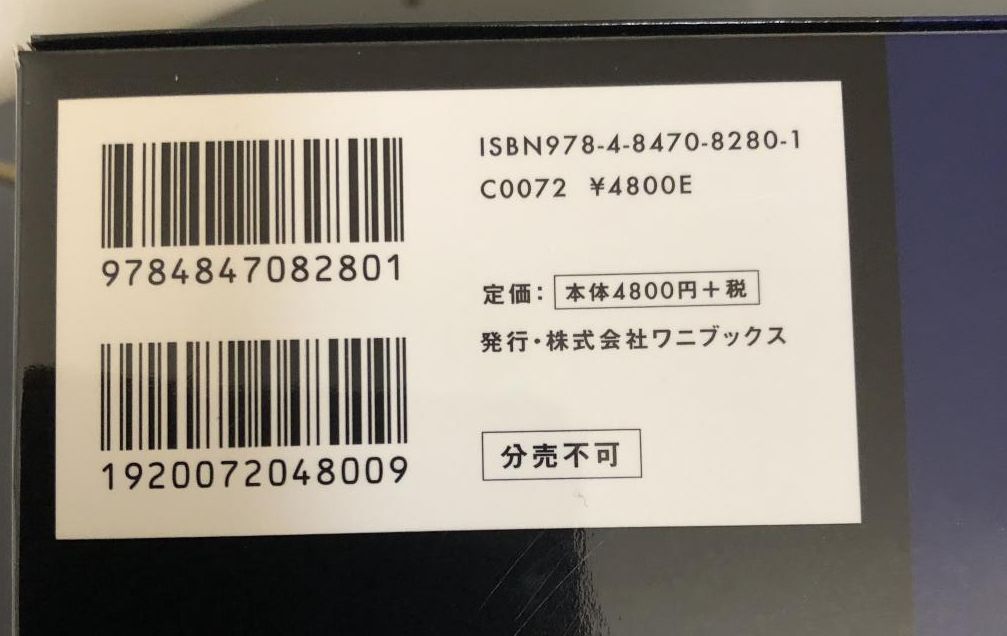 9784847082801
1920072048009
ISBN978-4-8470-8280-1
C0072 ¥4800E
定価：本体4800円＋税
発行・株式会社ワニブックス
分売不可